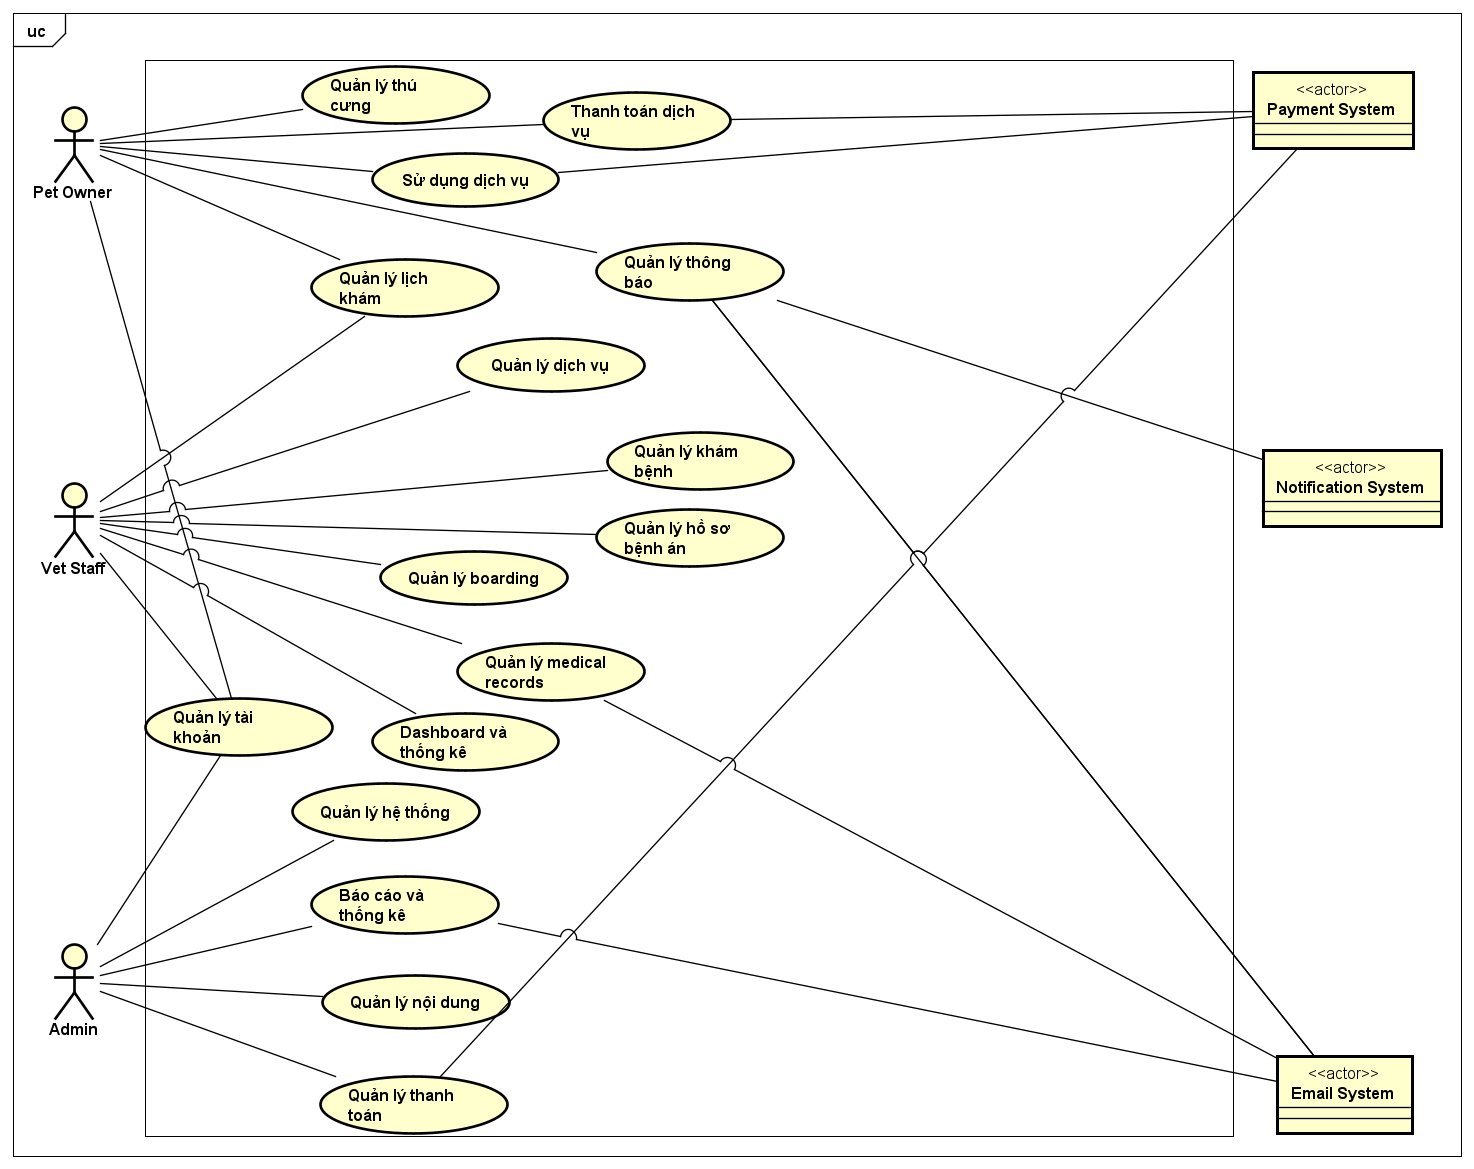 uc
Quản lý thú
cưng
Thanh toán dịch
vụ
<<actor>>
Payment System
Pet Owner
Sử dụng dịch vụ
Quản lý thông
báo
Quản lý lịch
khám
Quản lý dịch vụ
Quản lý khám
bệnh
<<actor>>
Notification System
Quản lý hồ sơ
bệnh án
Vet Staff
Quản lý boarding
Quản lý medical
records
Quản lý tài
khoản
Dashboard và
thống kê
Quản lý hệ thống
Báo cáo và
thống kê
Quản lý nội dung
Admin
Quản lý thanh
toán
<<actor>>
Email System